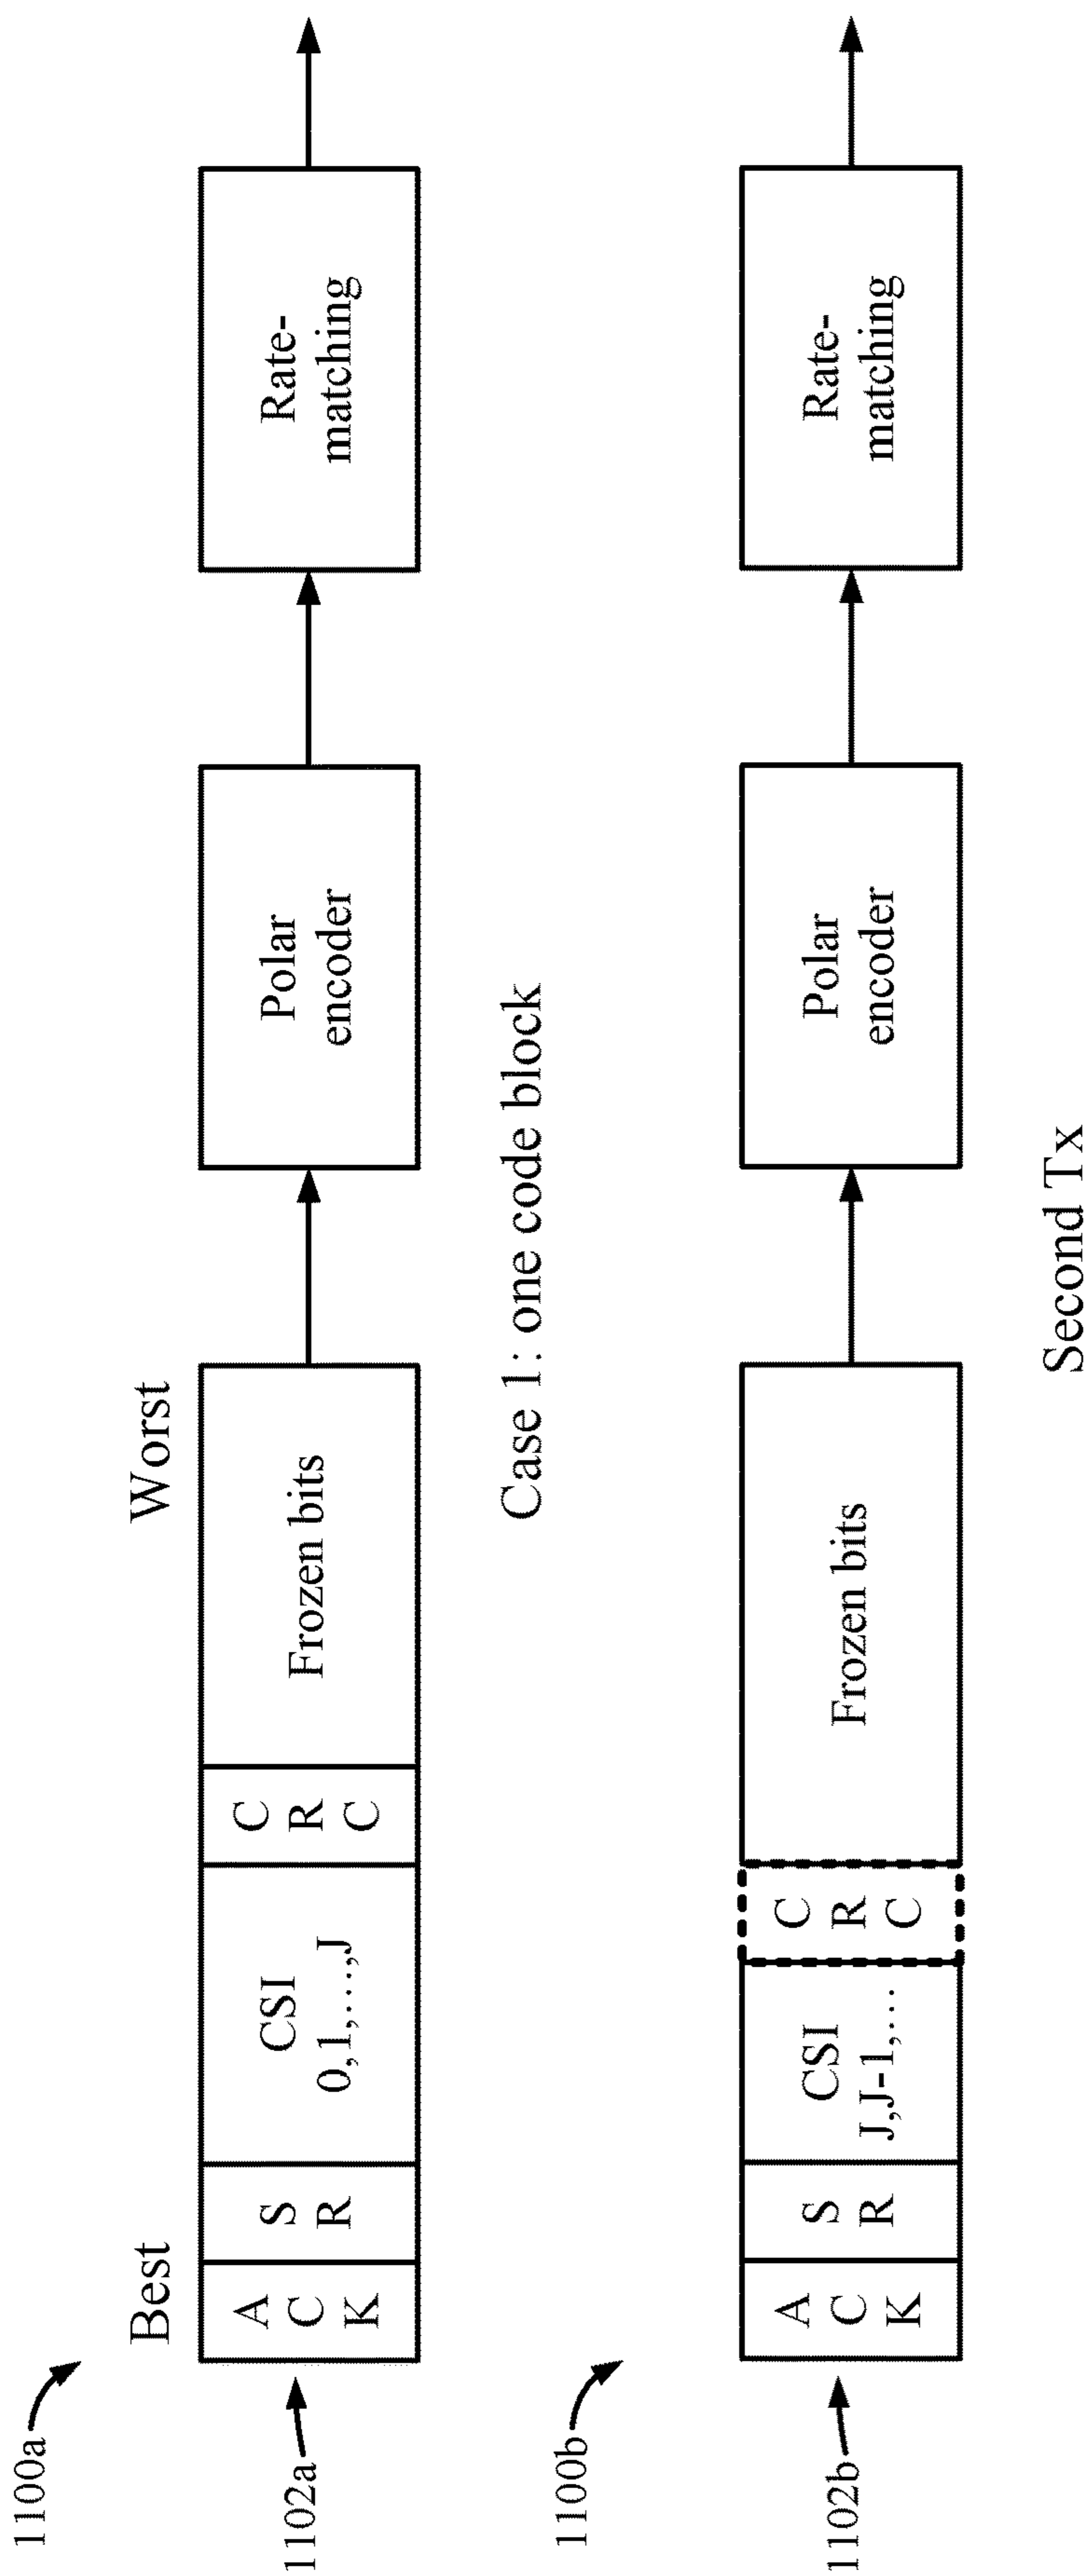 1100a
Best
Worst
1102a
A
C
K
S
R
CSI
0,1,…,J
C
R
C
Frozen bits
Polar
encoder
Rate-
matching
Case 1: one code block
1100b
1102b
A
C
K
S
R
CSI
J,J-1,…
C
R
C
Frozen bits
Polar
encoder
Rate-
matching
Second Tx